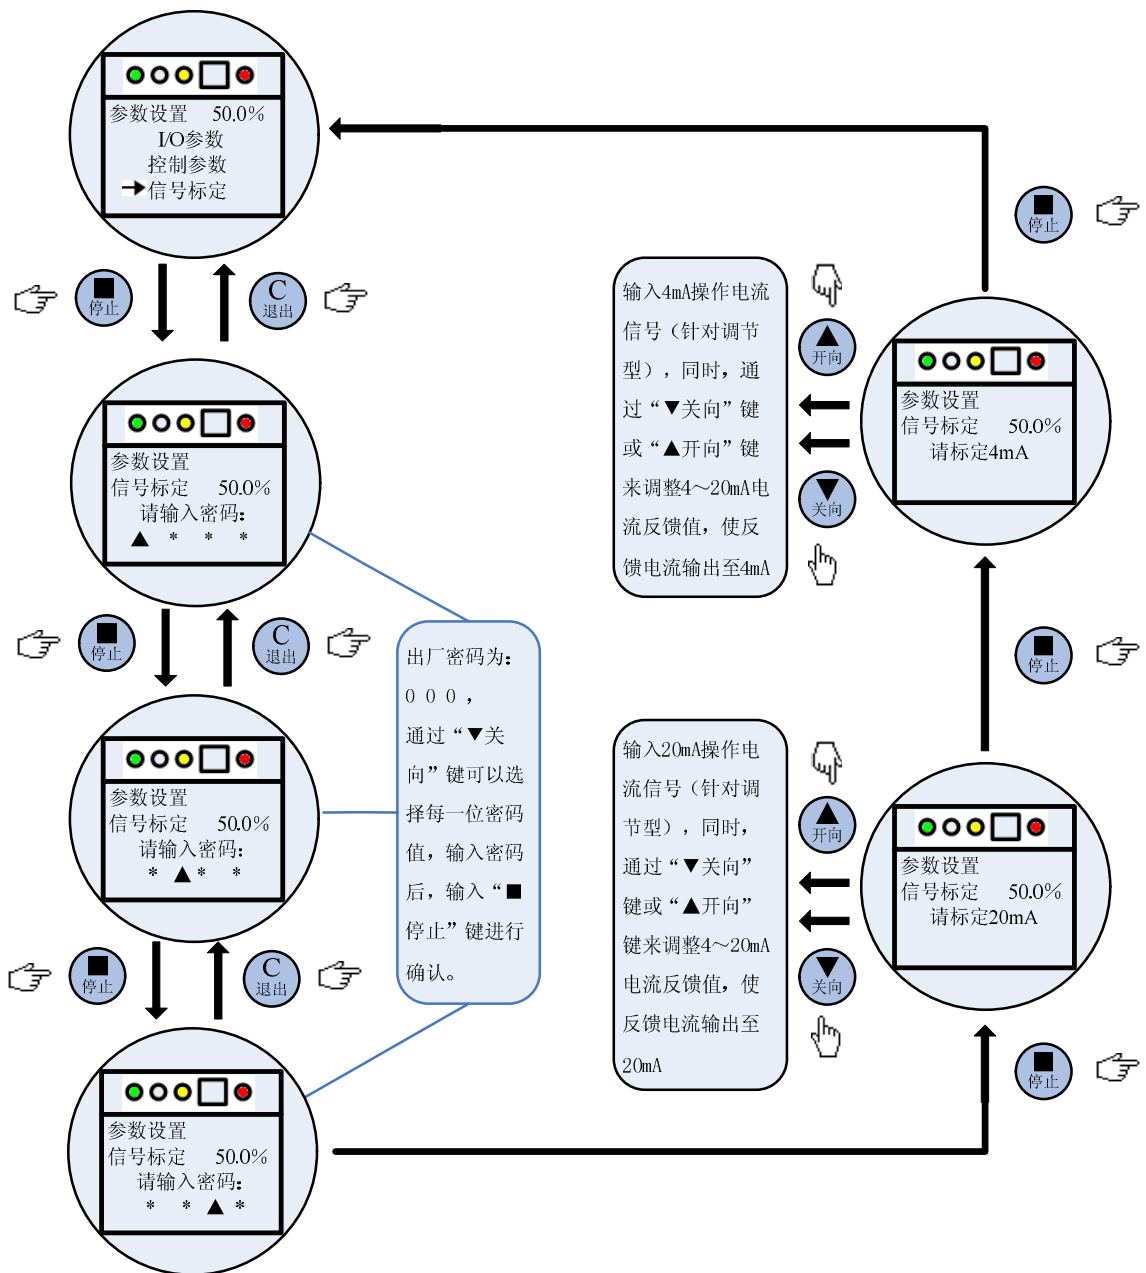 参数设置 50.0%
I/O参数
控制参数
信号标定
■
停止
C
退出
参数设置
信号标定 50.0%
请输入密码：
▲ * * *
■
停止
C
退出
参数设置
信号标定 50.0%
请输入密码：
* ▲ * *
■
停止
C
退出
参数设置
信号标定 50.0%
请输入密码：
* * ▲ *
出厂密码为：
0 0 0，
通过“▼关
向”键可以选
择每一位密码
值，输入密码
后，输入“■
停止”键进行
确认。
■
停止
参数设置
信号标定 50.0%
请标定20mA
▲
开向
▼
关向
输入20mA操作电
流信号（针对调
节型），同时，
通过“▼关向”
键或“▲开向”
键来调整4～20mA
电流反馈值，使
反馈电流输出至
20mA
■
停止
参数设置
信号标定 50.0%
请标定4mA
▲
开向
▼
关向
输入4mA操作电流
信号（针对调节
型），同时，通
过“▼关向”键
或“▲开向”键
来调整4～20mA电
流反馈值，使反
馈电流输出至4mA
■
停止